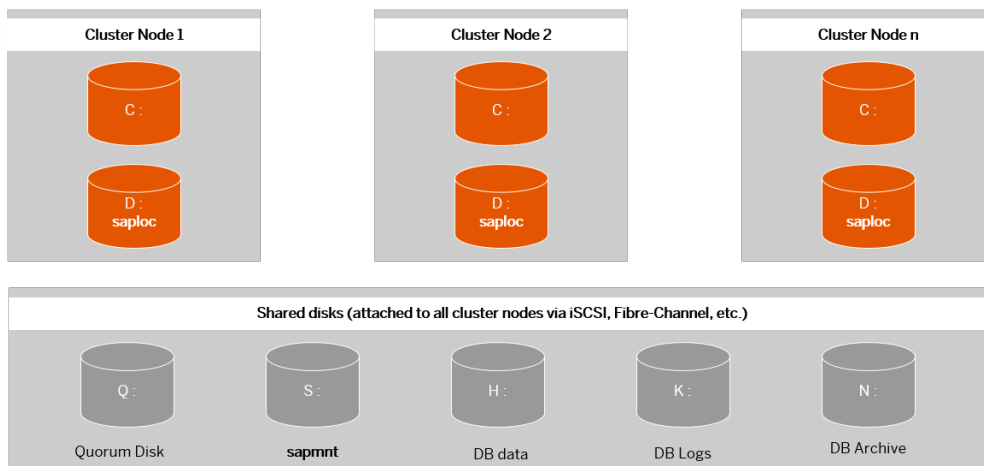 Cluster Node 1
Cluster Node 2
Cluster Node n
C :
C :
C :
D :
saploc
D :
saploc
D :
saploc
Shared disks (attached to all cluster nodes via iSCSI, Fibre-Channel, etc.)
Q :
S :
H :
K :
N :
Quorum Disk
sapmnt
DB data
DB Logs
DB Archive